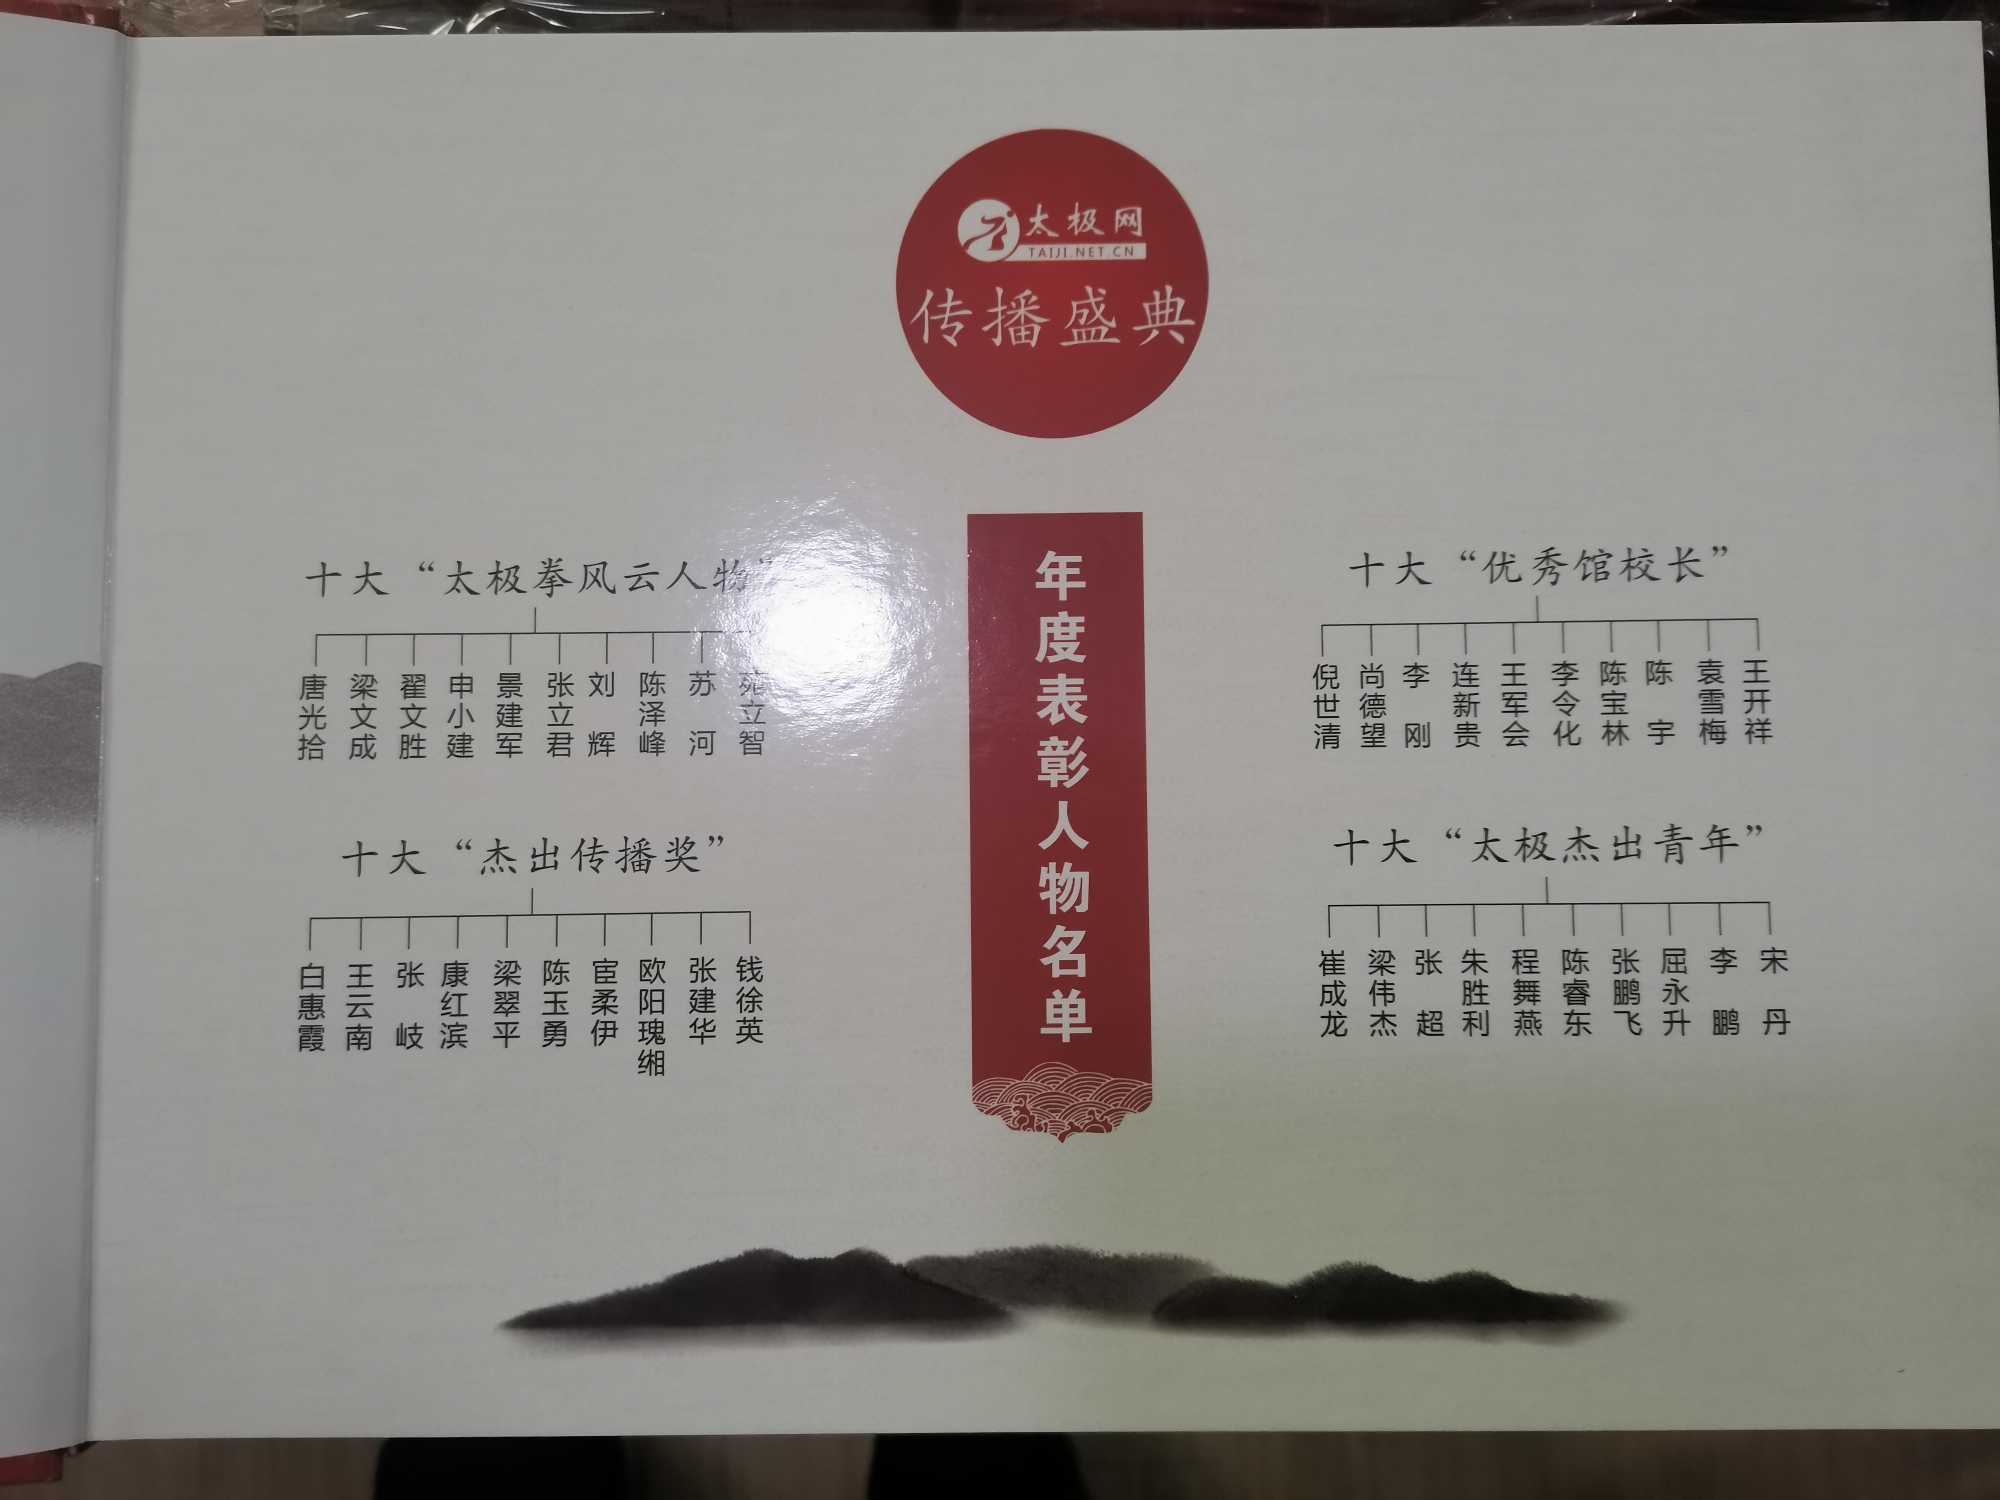 太极网
TAIJI.NET.CN
传播盛典
年度表彰人物名单
十大“太极拳风云人物”
唐光拾
梁文成
翟文胜
申小建
景建军
张立君
刘辉
陈泽峰
苏河
苑立智
十大“杰出传播奖”
白惠霞
王云南
张岐
康红滨
梁翠平
陈玉勇
宦柔伊
欧阳瑰缃
张建华
钱徐英
十大“优秀馆校长”
倪世清
尚德望
李刚
连新贵
王军会
李令化
陈宝林
陈宇
袁雪梅
王开祥
十大“太极杰出青年”
崔成龙
梁伟杰
张超
朱胜利
程舞燕
陈睿东
张鹏飞
屈永升
李鹏
宋丹